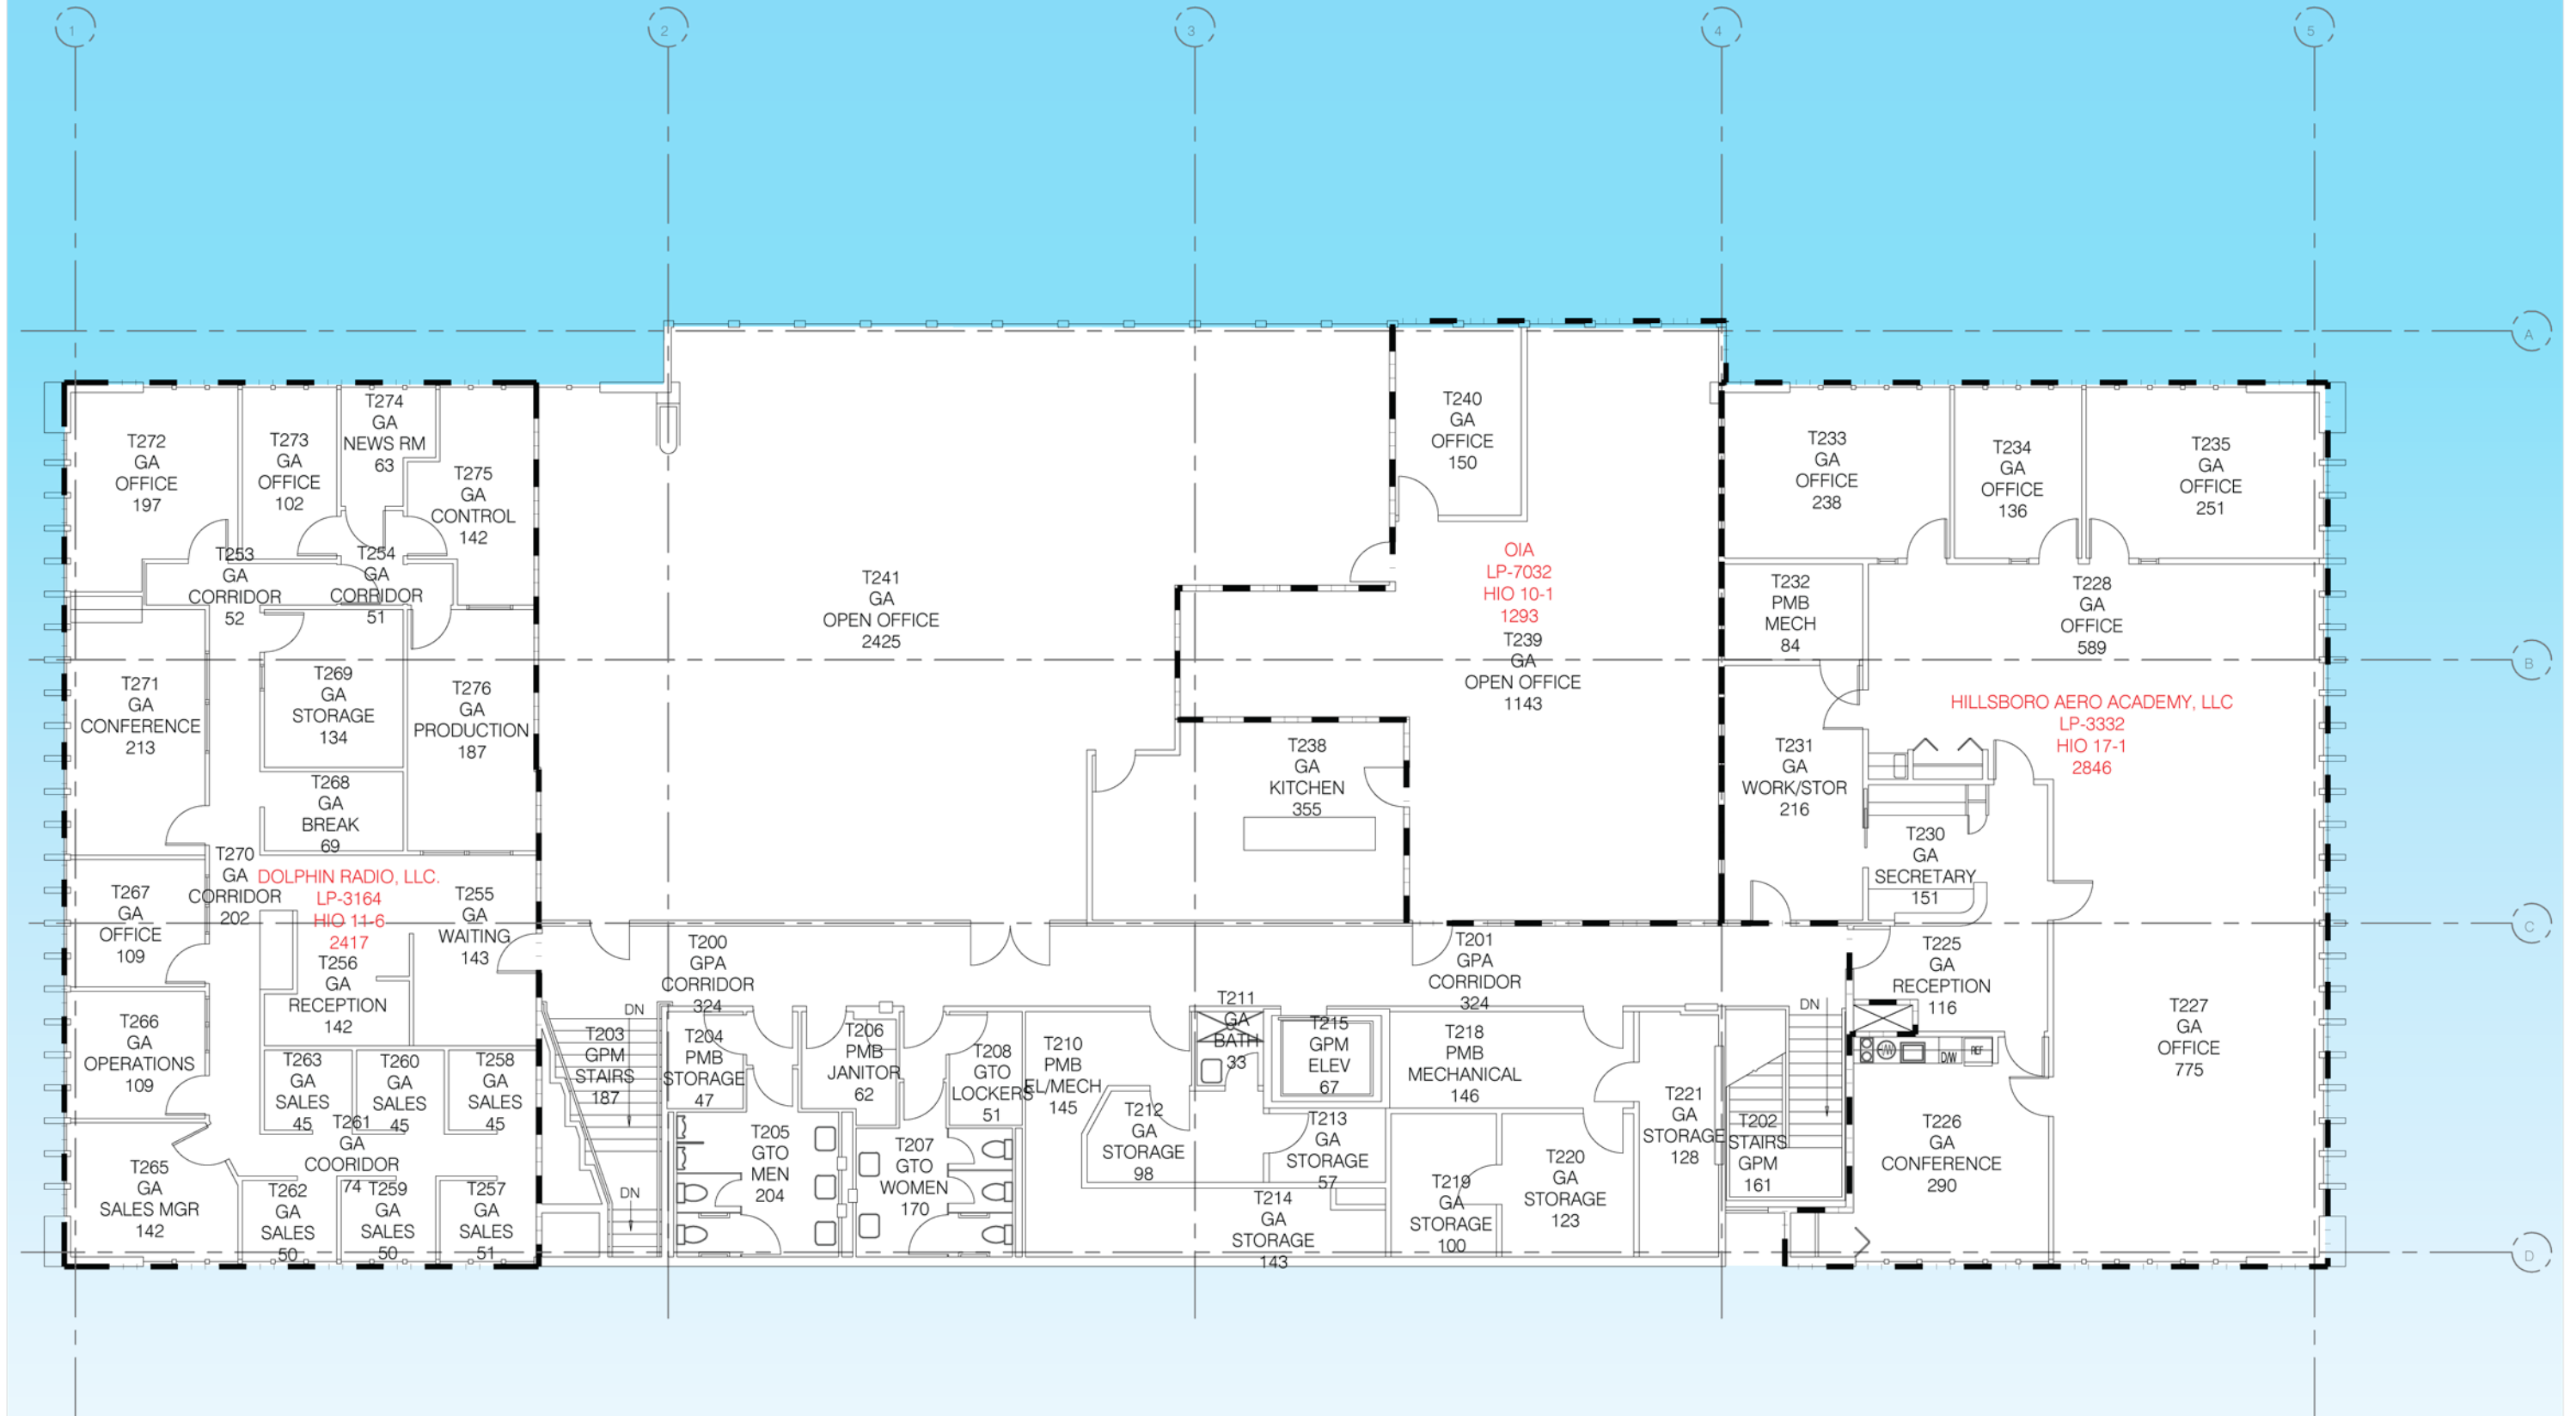 1
2
3
4
5
A
B
C
D
T272
GA
OFFICE
197
T273
GA
OFFICE
102
T274
GA
NEWS RM
63
T275
GA
CONTROL
142
T253
GA
CORRIDOR
52
T254
GA
CORRIDOR
51
T271
GA
CONFERENCE
213
T269
GA
STORAGE
134
T276
GA
PRODUCTION
187
T268
GA
BREAK
69
T270
GA
CORRIDOR
202
DOLPHIN RADIO, LLC.
LP-3164
HIO 11-6
2417
T255
GA
WAITING
143
T267
GA
OFFICE
109
T256
GA
RECEPTION
142
T266
GA
OPERATIONS
109
T263
GA
SALES
45
T260
GA
SALES
45
T258
GA
SALES
45
T261
GA
COORIDOR
74
T265
GA
SALES MGR
142
T262
GA
SALES
50
T259
GA
SALES
50
T257
GA
SALES
51
T241
GA
OPEN OFFICE
2425
T240
GA
OFFICE
150
OIA
LP-7032
HIO 10-1
1293
T239
GA
OPEN OFFICE
1143
T238
GA
KITCHEN
355
T200
GPA
CORRIDOR
324
T201
GPA
CORRIDOR
324
DN
T203
GPM
STAIRS
187
DN
T204
PMB
STORAGE
47
T205
GTO
MEN
204
T206
PMB
JANITOR
62
T207
GTO
WOMEN
170
T208
GTO
LOCKERS
51
T210
PMB
EL/MECH
145
T211
GA
BATH
33
T212
GA
STORAGE
98
T215
GPM
ELEV
67
T213
GA
STORAGE
57
T214
GA
STORAGE
143
T218
PMB
MECHANICAL
146
T219
GA
STORAGE
100
T220
GA
STORAGE
123
T221
GA
STORAGE
128
DN
T202
STAIRS
GPM
161
T233
GA
OFFICE
238
T234
GA
OFFICE
136
T235
GA
OFFICE
251
T232
PMB
MECH
84
T228
GA
OFFICE
589
HILLSBORO AERO ACADEMY, LLC
LP-3332
HIO 17-1
2846
T231
GA
WORK/STOR
216
T230
GA
SECRETARY
151
T225
GA
RECEPTION
116
D/W
REF
T227
GA
OFFICE
775
T226
GA
CONFERENCE
290